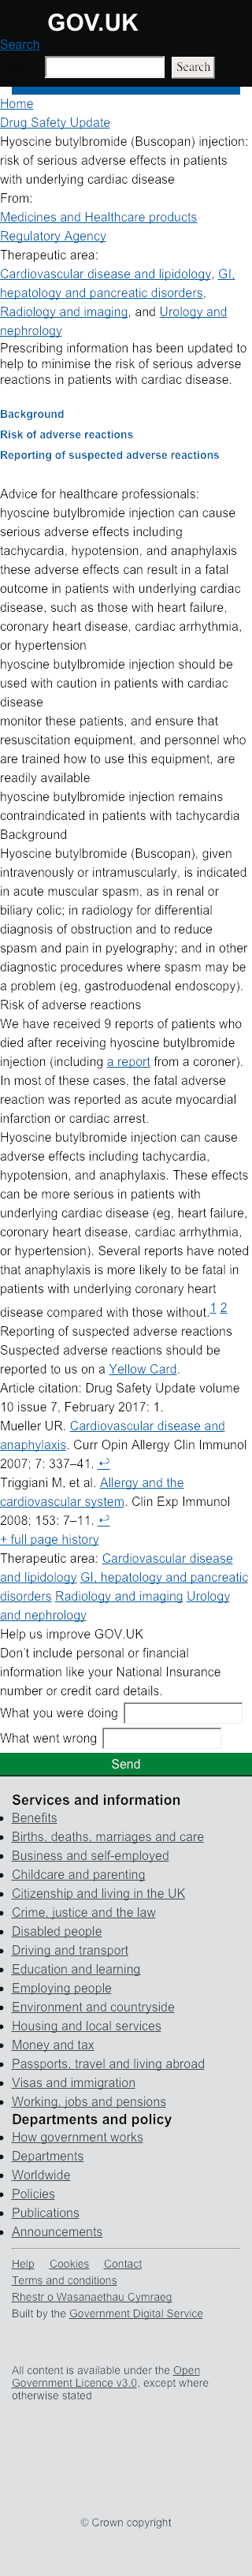 GOV.UK
Search
Search
Home
Drug Safety Update
Hyoscine butylbromide (Buscopan) injection:
risk of serious adverse effects in patients
with underlying cardiac disease
From:
Medicines and Healthcare products
Regulatory Agency
Therapeutic area:
Cardiovascular disease and lipidology, GI,
hepatology and pancreatic disorders,
Radiology and imaging, and Urology and
nephrology
Prescribing information has been updated to
help to minimise the risk of serious adverse
reactions in patients with cardiac disease.
Background
Risk of adverse reactions
Reporting of suspected adverse reactions
Advice for healthcare professionals:
hyoscine butylbromide injection can cause
serious adverse effects including
tachycardia, hypotension, and anaphylaxis
these adverse effects can result in a fatal
outcome in patients with underlying cardiac
disease, such as those with heart failure,
coronary heart disease, cardiac arrhythmia,
or hypertension
hyoscine butylbromide injection should be
used with caution in patients with cardiac
disease
monitor these patients, and ensure that
resuscitation equipment, and personnel who
are trained how to use this equipment, are
readily available
hyoscine butylbromide injection remains
contraindicated in patients with tachycardia
Background
Hyoscine butylbromide (Buscopan), given
intravenously or intramuscularly, is indicated
in acute muscular spasm, as in renal or
biliary colic; in radiology for differential
diagnosis of obstruction and to reduce
spasm and pain in pyelography; and in other
diagnostic procedures where spasm may be
a problem (eg, gastroduodenal endoscopy).
Risk of adverse reactions
We have received 9 reports of patients who
died after receiving hyoscine butylbromide
injection (including a report from a coroner).
In most of these cases, the fatal adverse
reaction was reported as acute myocardial
infarction or cardiac arrest.
Hyoscine butylbromide injection can cause
adverse effects including tachycardia,
hypotension, and anaphylaxis. These effects
can be more serious in patients with
underlying cardiac disease (eg, heart failure,
coronary heart disease, cardiac arrhythmia,
or hypertension). Several reports have noted
that anaphylaxis is more likely to be fatal in
patients with underlying coronary heart
disease compared with those without.1 2
Reporting of suspected adverse reactions
Suspected adverse reactions should be
reported to us on a Yellow Card.
Article citation: Drug Safety Update volume
10 issue 7, February 2017: 1.
Mueller UR. Cardiovascular disease and
anaphylaxis. Curr Opin Allergy Clin Immunol
2007; 7: 337–41. ↩
Triggiani M, et al. Allergy and the
cardiovascular system. Clin Exp Immunol
2008; 153: 7–11. ↩
+ full page history
Therapeutic area: Cardiovascular disease
and lipidology GI, hepatology and pancreatic
disorders Radiology and imaging Urology
and nephrology
Help us improve GOV.UK
Don't include personal or financial
information like your National Insurance
number or credit card details.
What you were doing
What went wrong
Send
Services and information
Benefits
Births, deaths, marriages and care
Business and self-employed
Childcare and parenting
Citizenship and living in the UK
Crime, justice and the law
Disabled people
Driving and transport
Education and learning
Employing people
Environment and countryside
Housing and local services
Money and tax
Passports, travel and living abroad
Visas and immigration
Working, jobs and pensions
Departments and policy
How government works
Departments
Worldwide
Policies
Publications
Announcements
Help Cookies Contact
Terms and conditions
Rhestr o Wasanaethau Cymraeg
Built by the Government Digital Service
All content is available under the Open
Government Licence v3.0, except where
otherwise stated
© Crown copyright